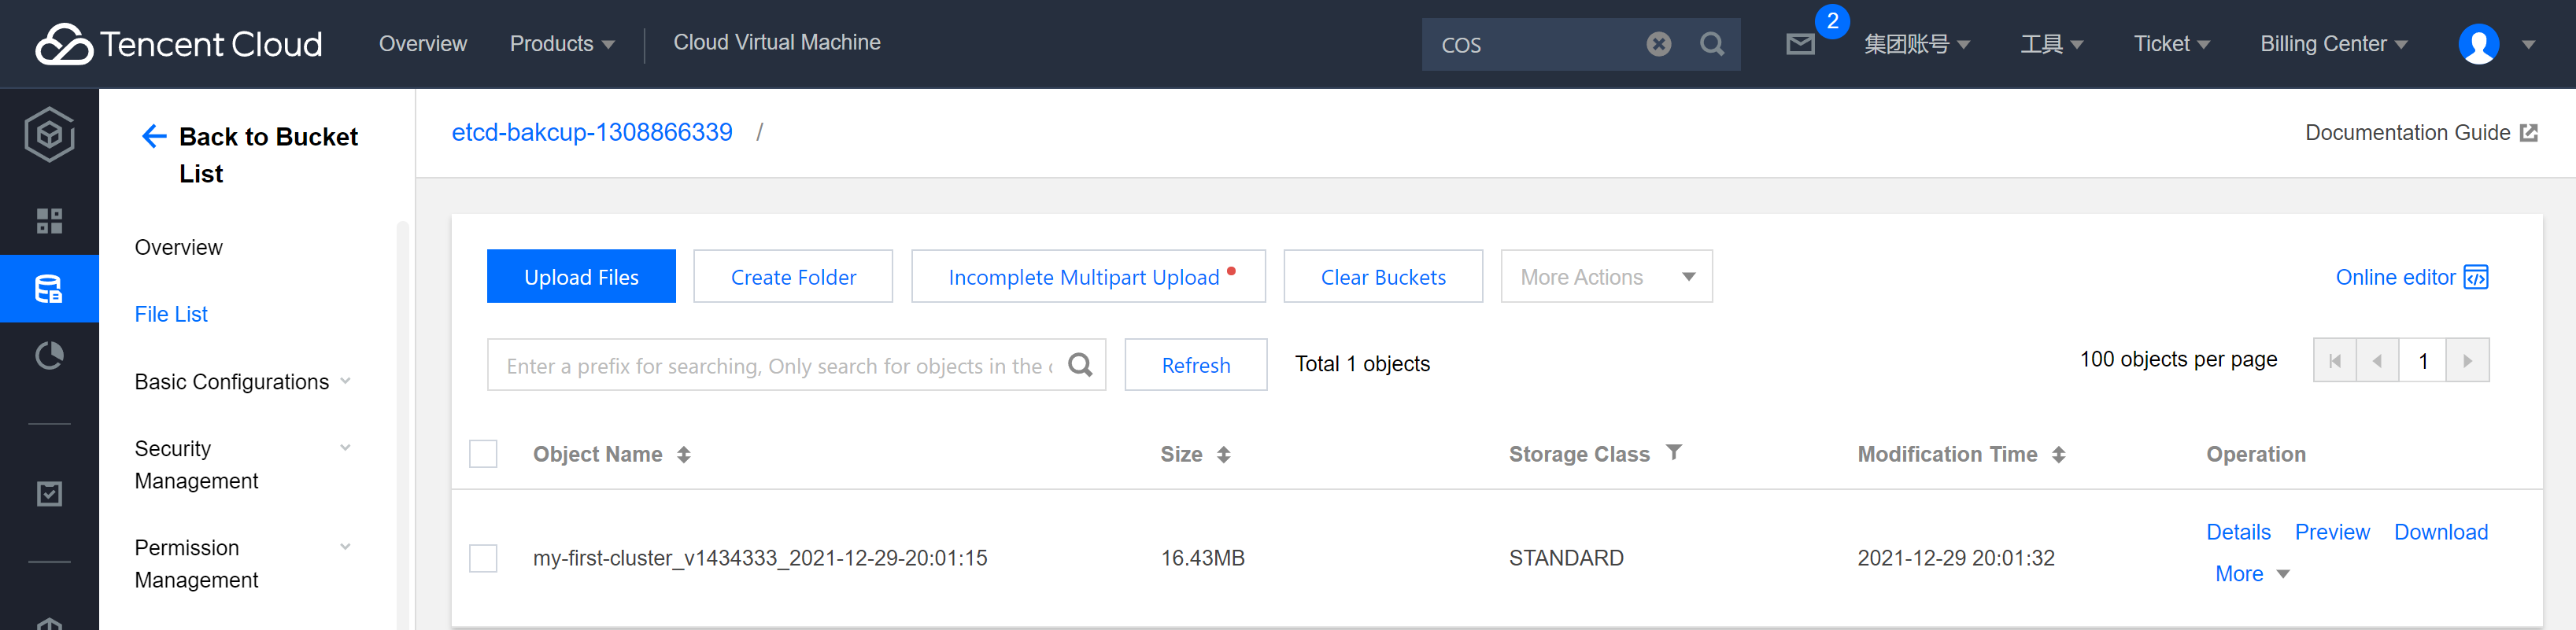 Tencent Cloud Overview Products Cloud Virtual Machine COS 2 集团账号 工具 Ticket Billing Center
Back to Bucket List
Overview
File List
Basic Configurations
Security Management
Permission Management
etcd-bakcup-1308866339 / Documentation Guide
Upload Files Create Folder Incomplete Multipart Upload Clear Buckets More Actions Online editor
Enter a prefix for searching, Only search for objects in the c Refresh Total 1 objects 100 objects per page 1
Object Name Size Storage Class Modification Time Operation
my-first-cluster_v1434333_2021-12-29-20:01:15 16.43MB STANDARD 2021-12-29 20:01:32 Details Preview Download
More